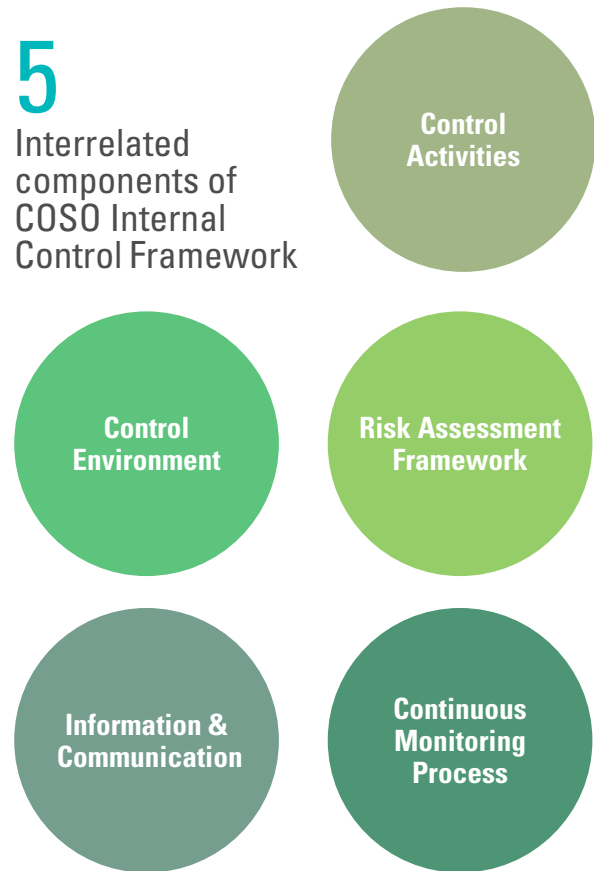 5
Interrelated
components of
COSO Internal
Control Framework
Control
Activities
Control
Environment
Risk Assessment
Framework
Information &
Communication
Continuous
Monitoring
Process